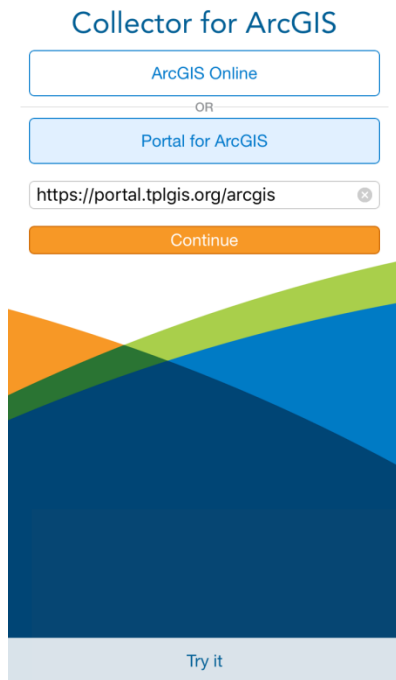 Collector for ArcGIS
ArcGIS Online
OR
Portal for ArcGIS
https://portal.tplgis.org/arcgis
Continue
Try it